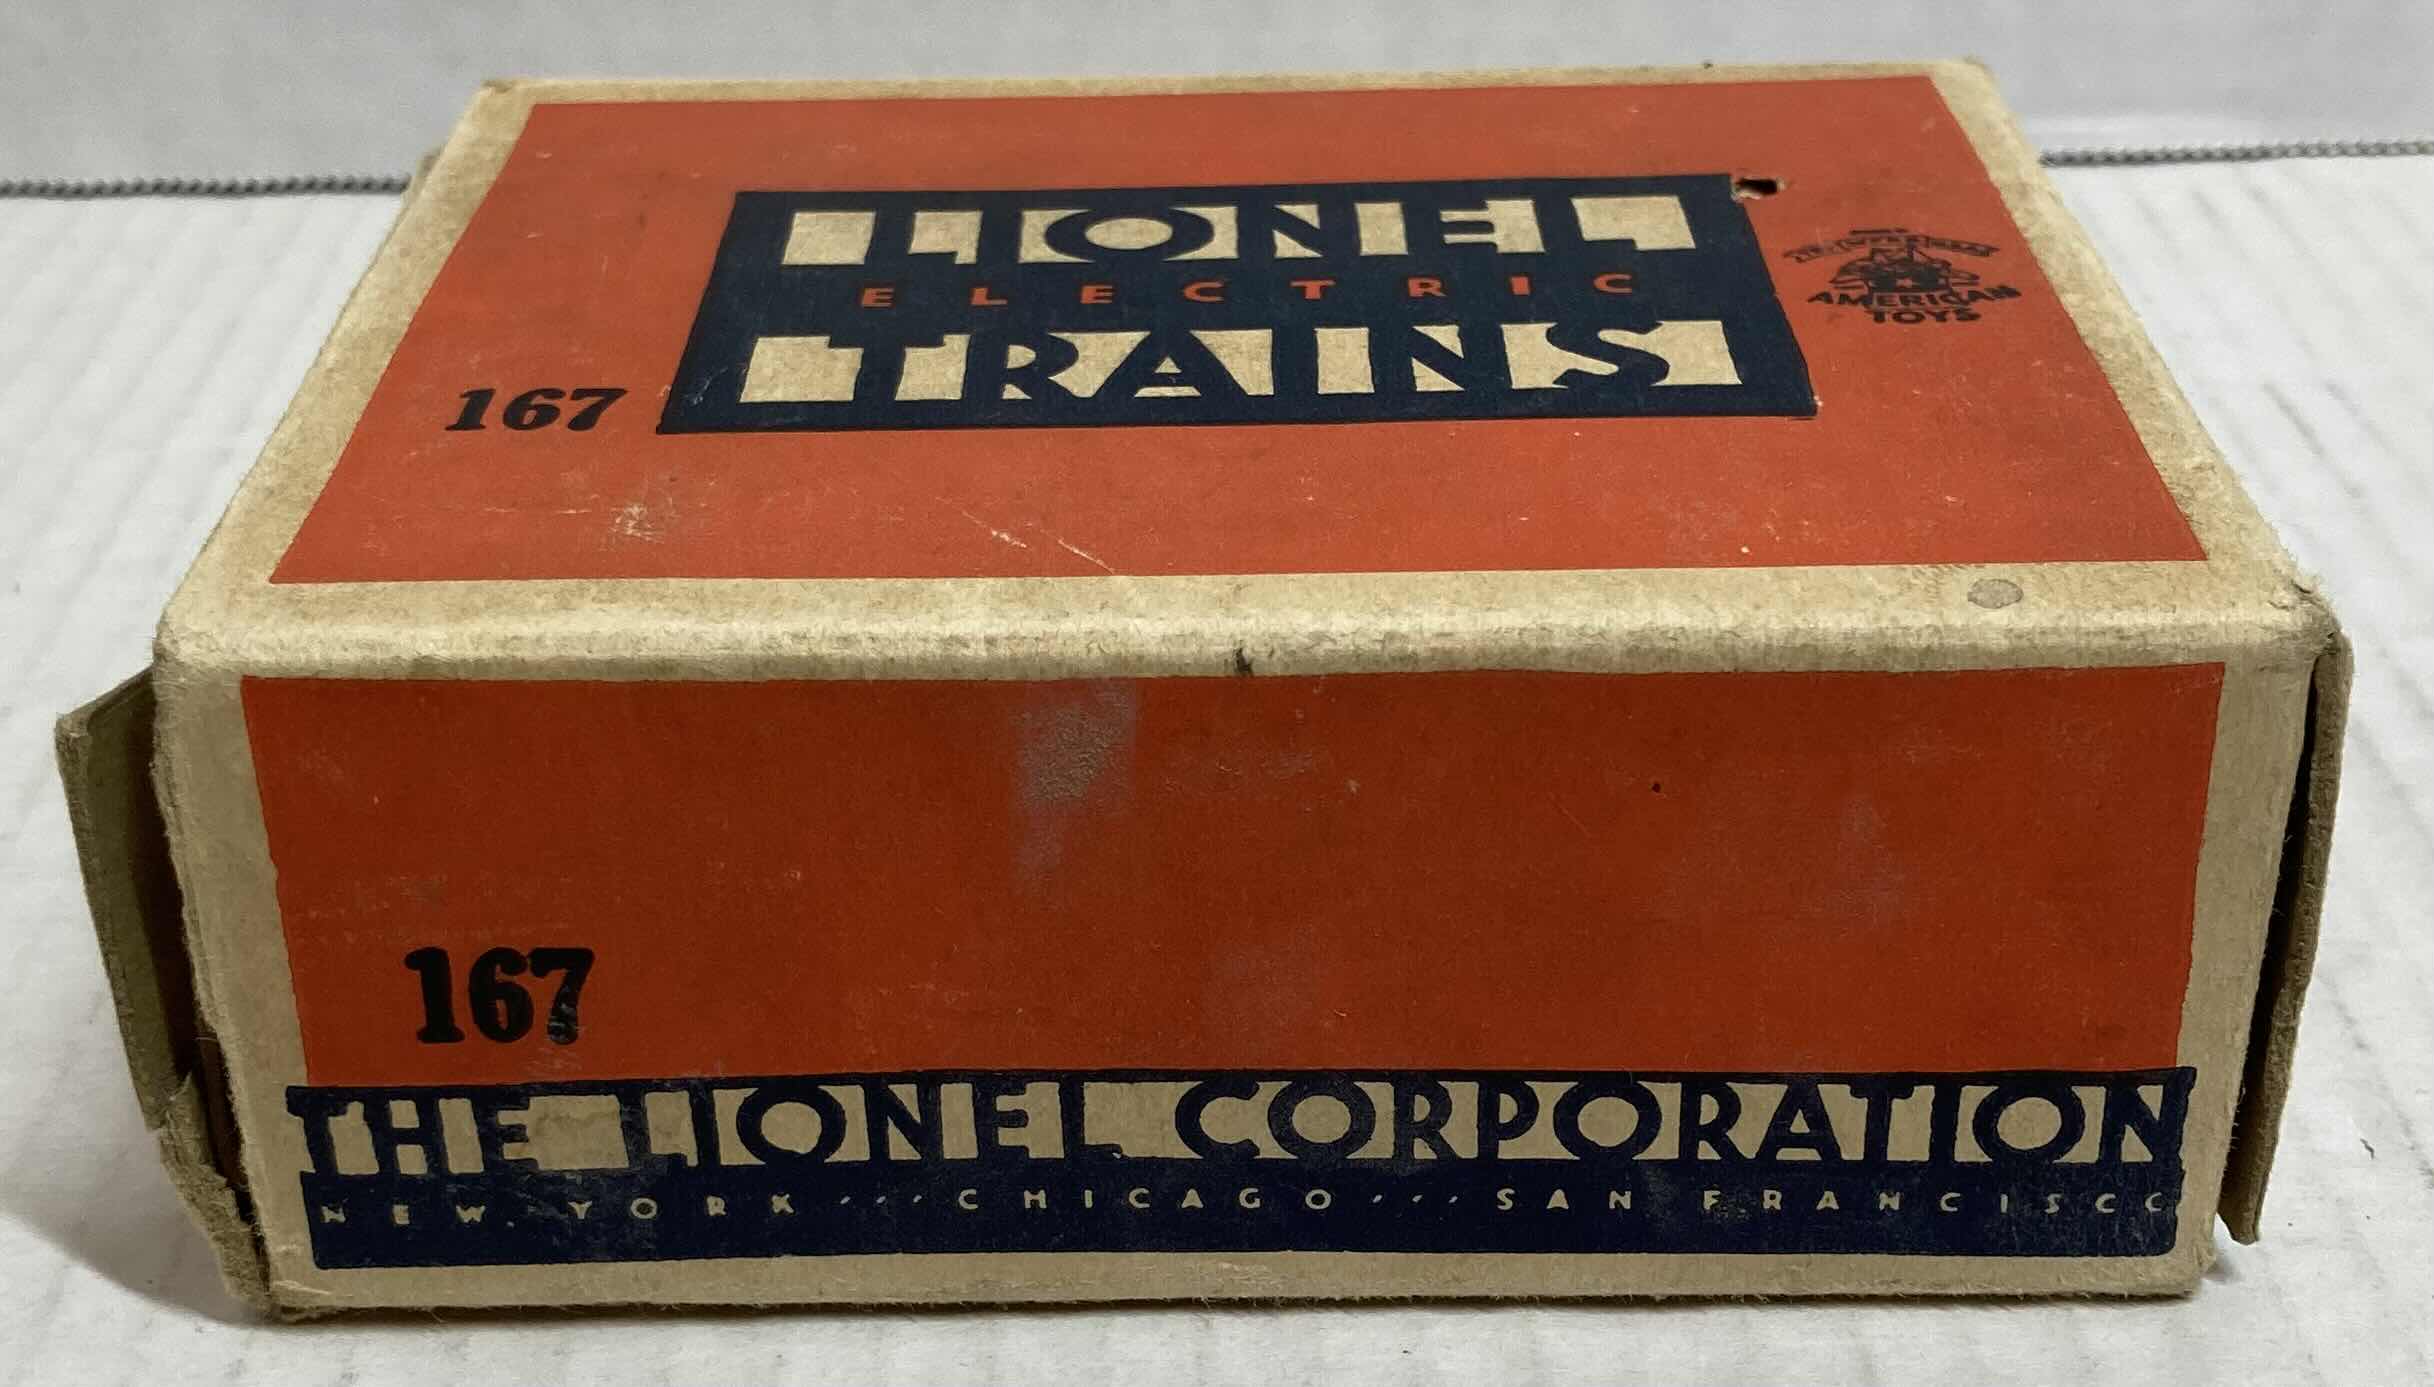 LIONEL
ELECTRIC
TRAINS
167
AMERICAN
TOYS
167
THE LIONEL CORPORATION
NEW YORK ''' CHICAGO ''' SAN FRANCISCO